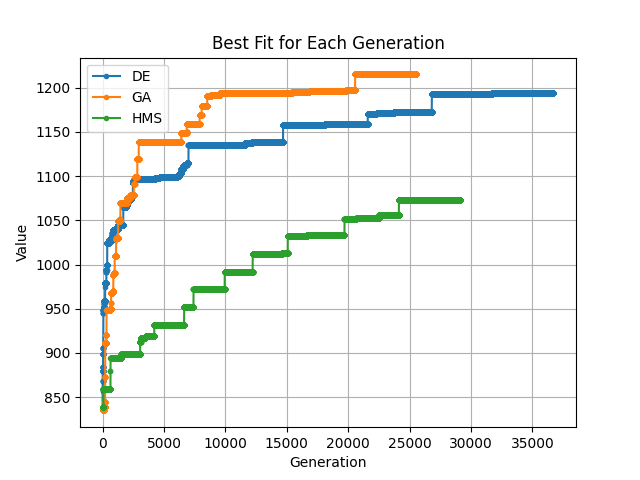 Best Fit for Each Generation
DE
GA
HMS
Value
1200
1150
1100
1050
1000
950
900
850
0 5000 10000 15000 20000 25000 30000 35000
Generation